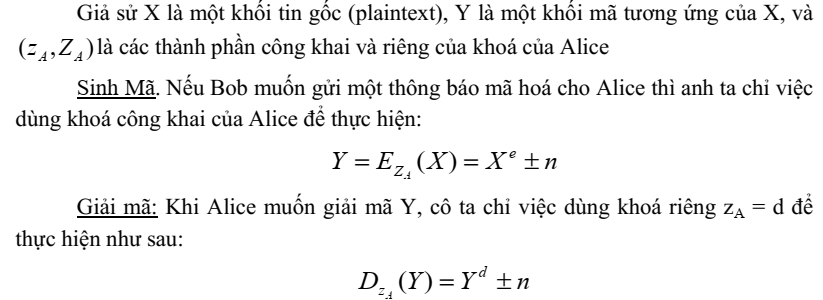 Giả sử X là một khối tin gốc (plaintext), Y là một khối mã tương ứng của X, và
(z_A, Z_A) là các thành phần công khai và riêng của khoá của Alice
Sinh Mã. Nếu Bob muốn gửi một thông báo mã hoá cho Alice thì anh ta chỉ việc
dùng khoá công khai của Alice để thực hiện:
Y = E_{Z_A}(X) = X^e ± n
Giải mã: Khi Alice muốn giải mã Y, cô ta chỉ việc dùng khoá riêng z_A = d để
thực hiện như sau:
D_{z_A}(Y) = Y^d ± n